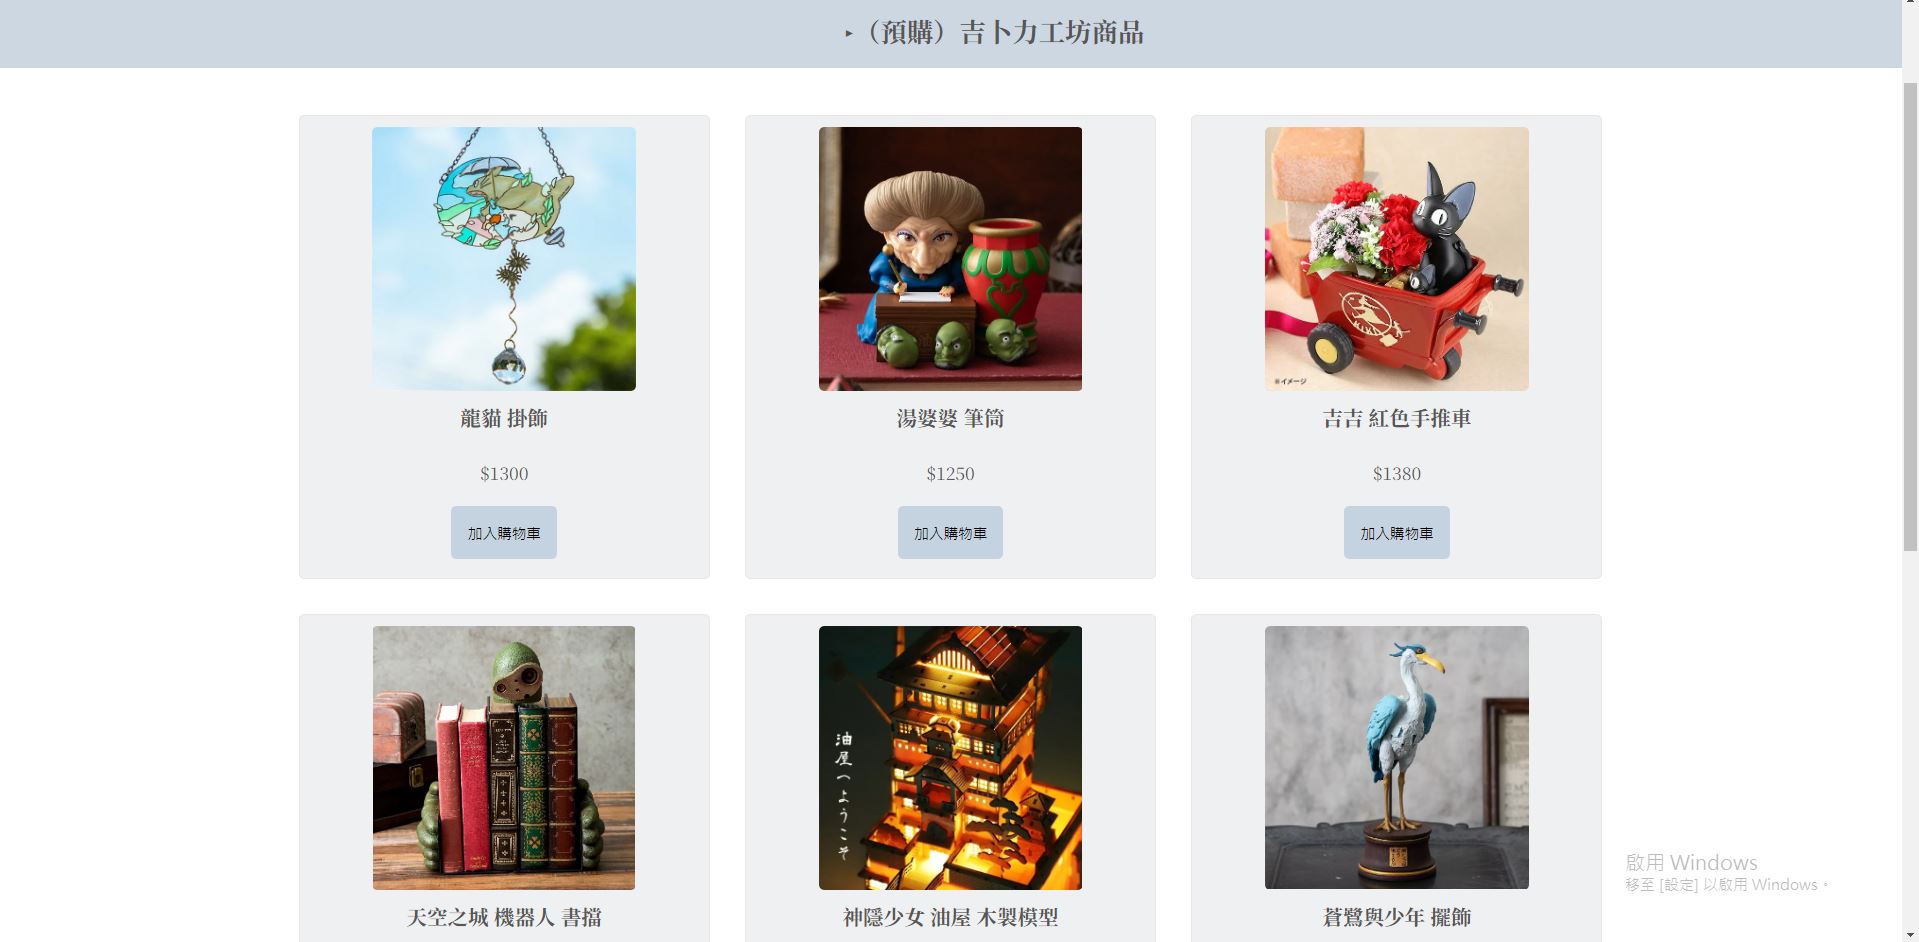 ▸（預購）吉卜力工坊商品
龍貓 掛飾
$1300
加入購物車
湯婆婆 筆筒
$1250
加入購物車
※イメージ
KIKI
吉吉 紅色手推車
$1380
加入購物車
天空之城 機器人 書擋
油屋へようこそ
神隱少女 油屋 木製模型
蒼鷺與少年 擺飾
啟用 Windows
移至 [設定] 以啟用 Windows。